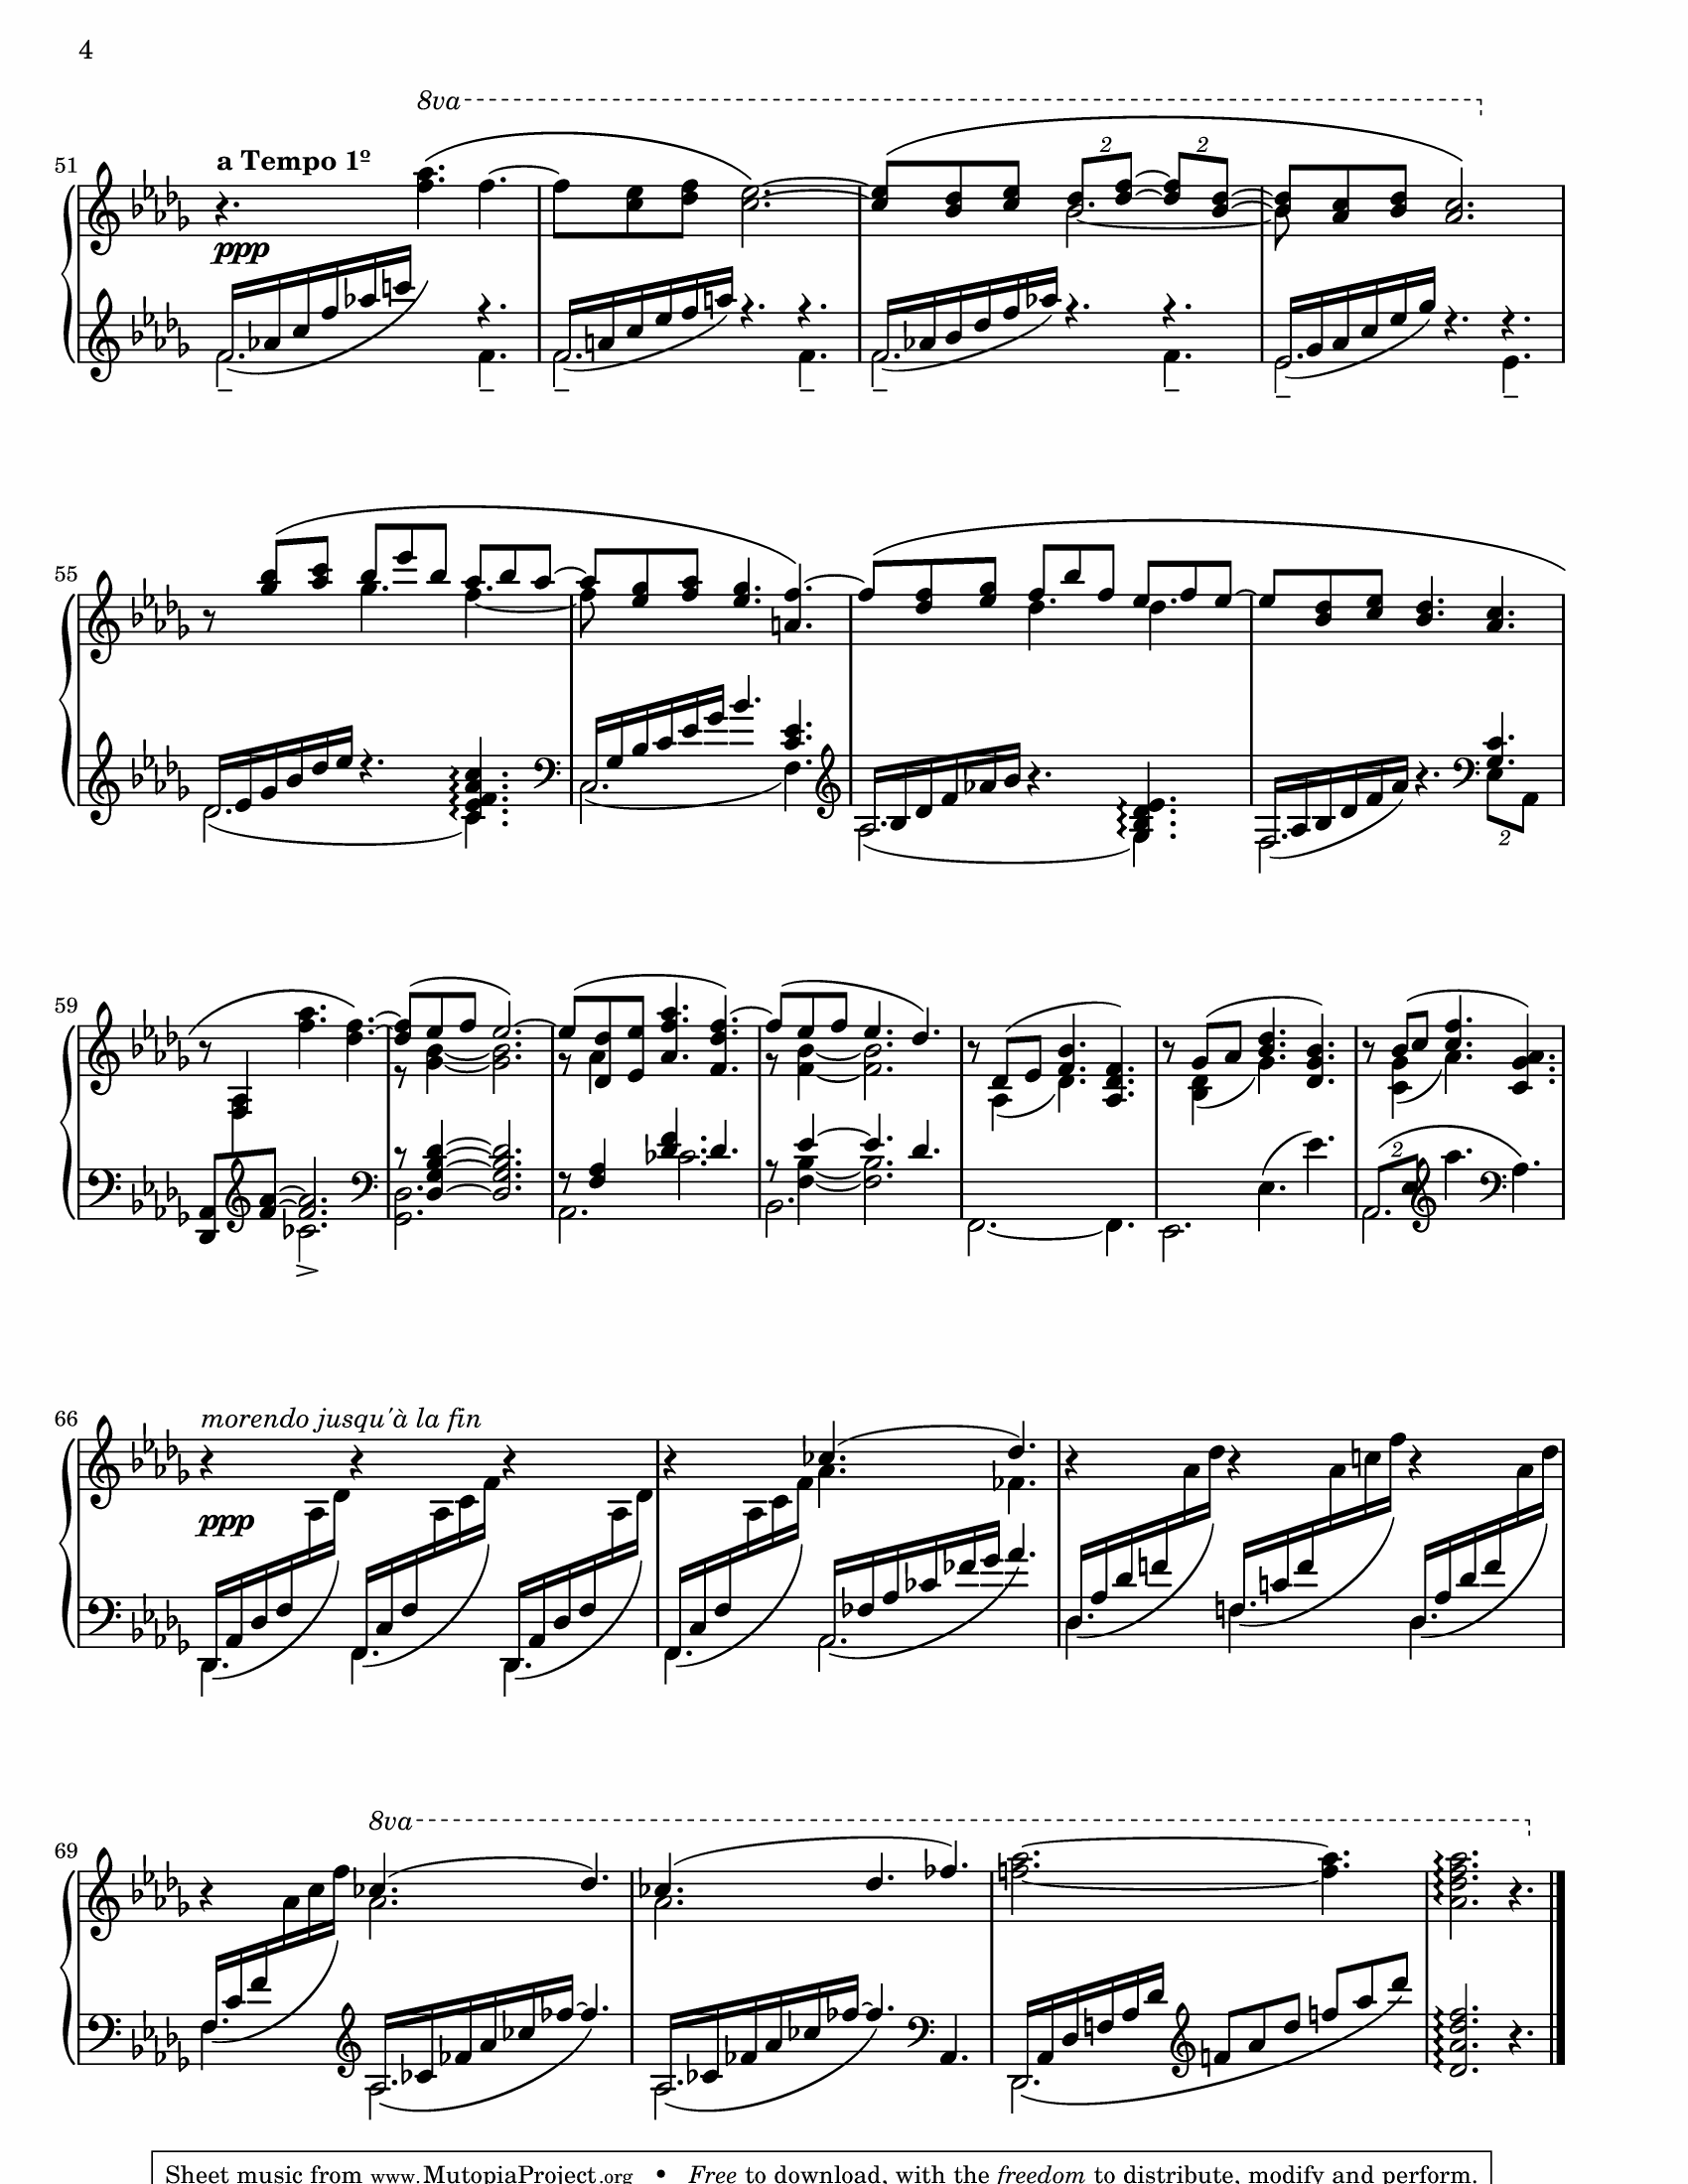 4
8va
51
a Tempo 1º
2 2
ppp
55
2
59
2
66
morendo jusqu'à la fin
ppp
8va
69
Sheet music from www.MutopiaProject.org • Free to download, with the freedom to distribute, modify and perform.